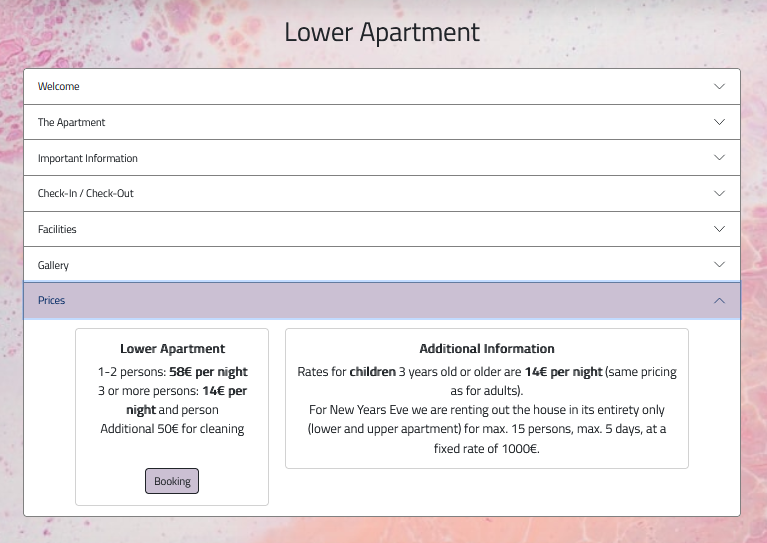 Lower Apartment
Welcome
The Apartment
Important Information
Check-In / Check-Out
Facilities
Gallery
Prices
Lower Apartment
1-2 persons: 58€ per night
3 or more persons: 14€ per
night and person
Additional 50€ for cleaning
Booking
Additional Information
Rates for children 3 years old or older are 14€ per night (same pricing
as for adults).
For New Years Eve we are renting out the house in its entirety only
(lower and upper apartment) for max. 15 persons, max. 5 days, at a
fixed rate of 1000€.